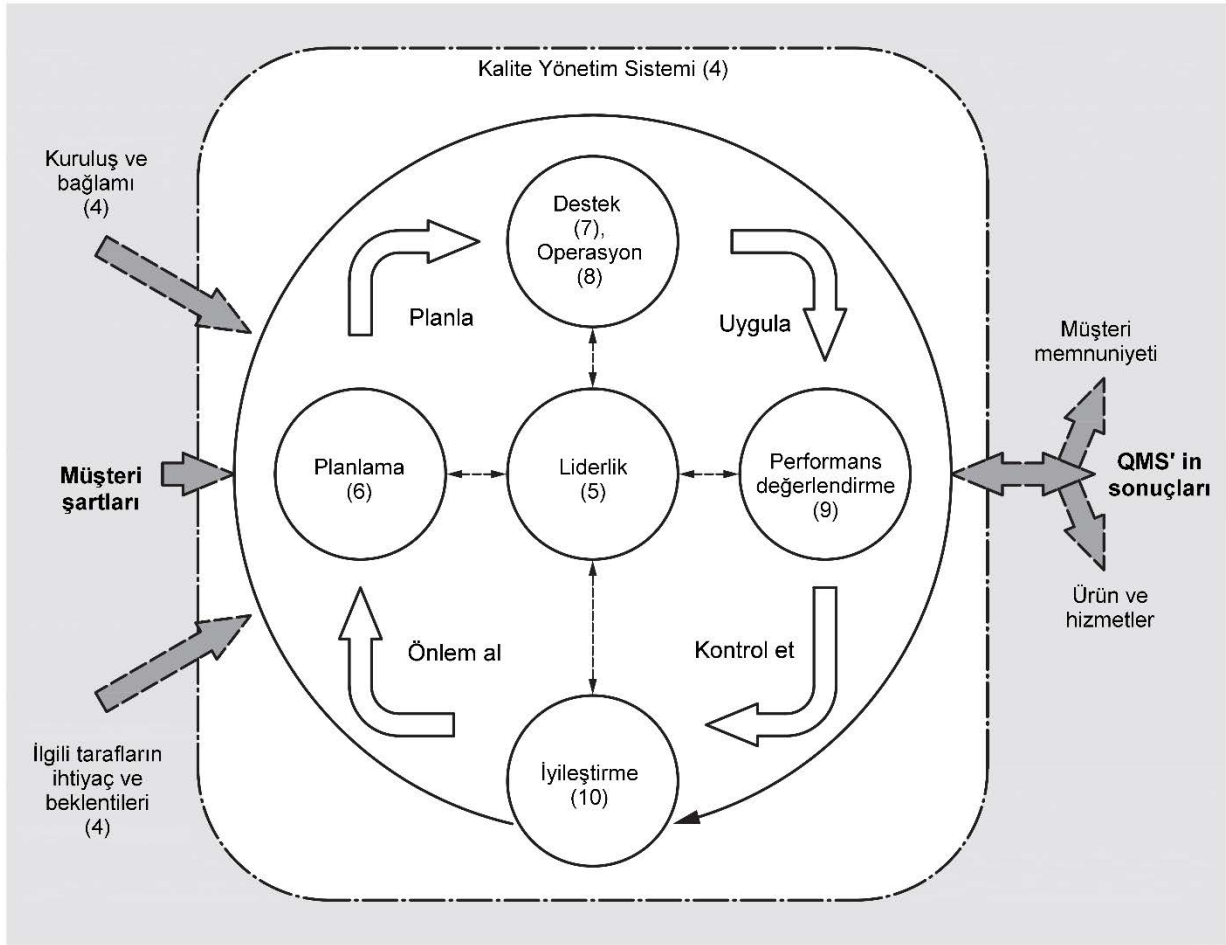 Kalite Yönetim Sistemi (4)
Kuruluş ve
bağlamı
(4)
Destek
(7),
Operasyon
(8)
Planla
Uygula
Müşteri
memnuniyeti
Müşteri
şartları
Planlama
(6)
Liderlik
(5)
Performans
değerlendirme
(9)
QMS' in
sonuçları
Ürün ve
hizmetler
Önlem al
Kontrol et
İlgili tarafların
ihtiyaç ve
beklentileri
(4)
İyileştirme
(10)